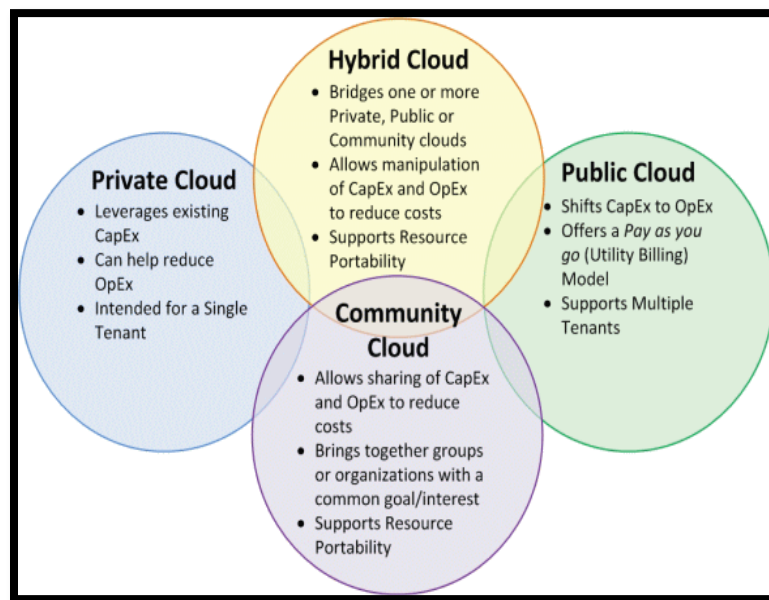 Hybrid Cloud
• Bridges one or more
Private, Public or
Community clouds
• Allows manipulation
of CapEx and OpEx
to reduce costs
• Supports Resource
Portability
Private Cloud
• Leverages existing
CapEx
• Can help reduce
OpEx
• Intended for a Single
Tenant
Public Cloud
• Shifts CapEx to OpEx
• Offers a Pay as you
go (Utility Billing)
Model
• Supports Multiple
Tenants
Community
Cloud
• Allows sharing of CapEx
and OpEx to reduce
costs
• Brings together groups
or organizations with a
common goal/interest
• Supports Resource
Portability